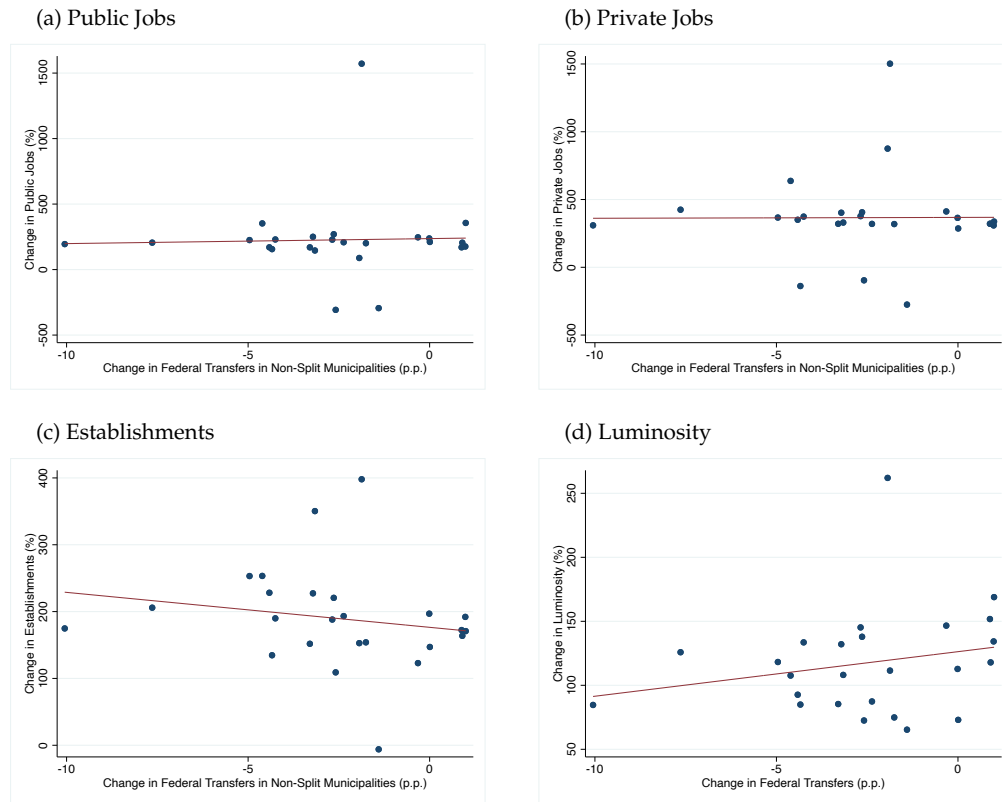 (a) Public Jobs
Change in Public Jobs (%)
1500
1000
500
0
-500
-10
-5
0
Change in Federal Transfers in Non-Split Municipalities (p.p.)
(b) Private Jobs
Change in Private Jobs (%)
1500
1000
500
0
-500
-10
-5
0
Change in Federal Transfers in Non-Split Municipalities (p.p.)
(c) Establishments
Change in Establishments (%)
400
300
200
100
0
-10
-5
0
Change in Federal Transfers in Non-Split Municipalities (p.p.)
(d) Luminosity
Change in Luminosity (%)
250
200
150
100
50
-10
-5
0
Change in Federal Transfers (p.p.)